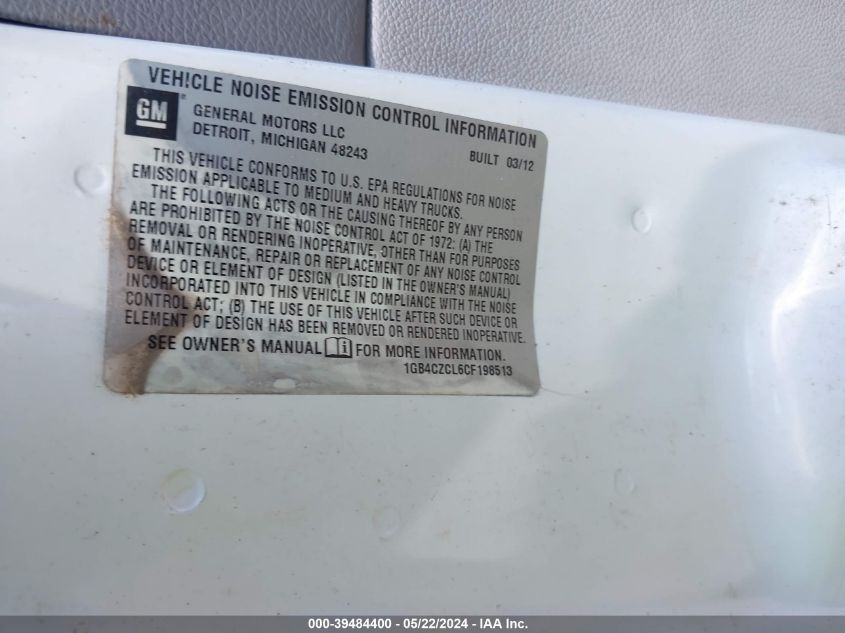 VEHICLE NOISE EMISSION CONTROL INFORMATION
GM
GENERAL MOTORS LLC
DETROIT, MICHIGAN 48243
BUILT 03/12
THIS VEHICLE CONFORMS TO U.S. EPA REGULATIONS FOR NOISE
EMISSION APPLICABLE TO MEDIUM AND HEAVY TRUCKS.
THE FOLLOWING ACTS OR THE CAUSING THEREOF BY ANY PERSON
ARE PROHIBITED BY THE NOISE CONTROL ACT OF 1972: (A) THE
REMOVAL OR RENDERING INOPERATIVE, OTHER THAN FOR PURPOSES
OF MAINTENANCE, REPAIR OR REPLACEMENT OF ANY NOISE CONTROL
DEVICE OR ELEMENT OF DESIGN (LISTED IN THE OWNER'S MANUAL)
INCORPORATED INTO THIS VEHICLE IN COMPLIANCE WITH THE NOISE
CONTROL ACT; (B) THE USE OF THIS VEHICLE AFTER SUCH DEVICE OR
ELEMENT OF DESIGN HAS BEEN REMOVED OR RENDERED INOPERATIVE.
SEE OWNER'S MANUAL i FOR MORE INFORMATION.
1GB4CZCL6CF198513
000-39484400 - 05/22/2024 - IAA Inc.